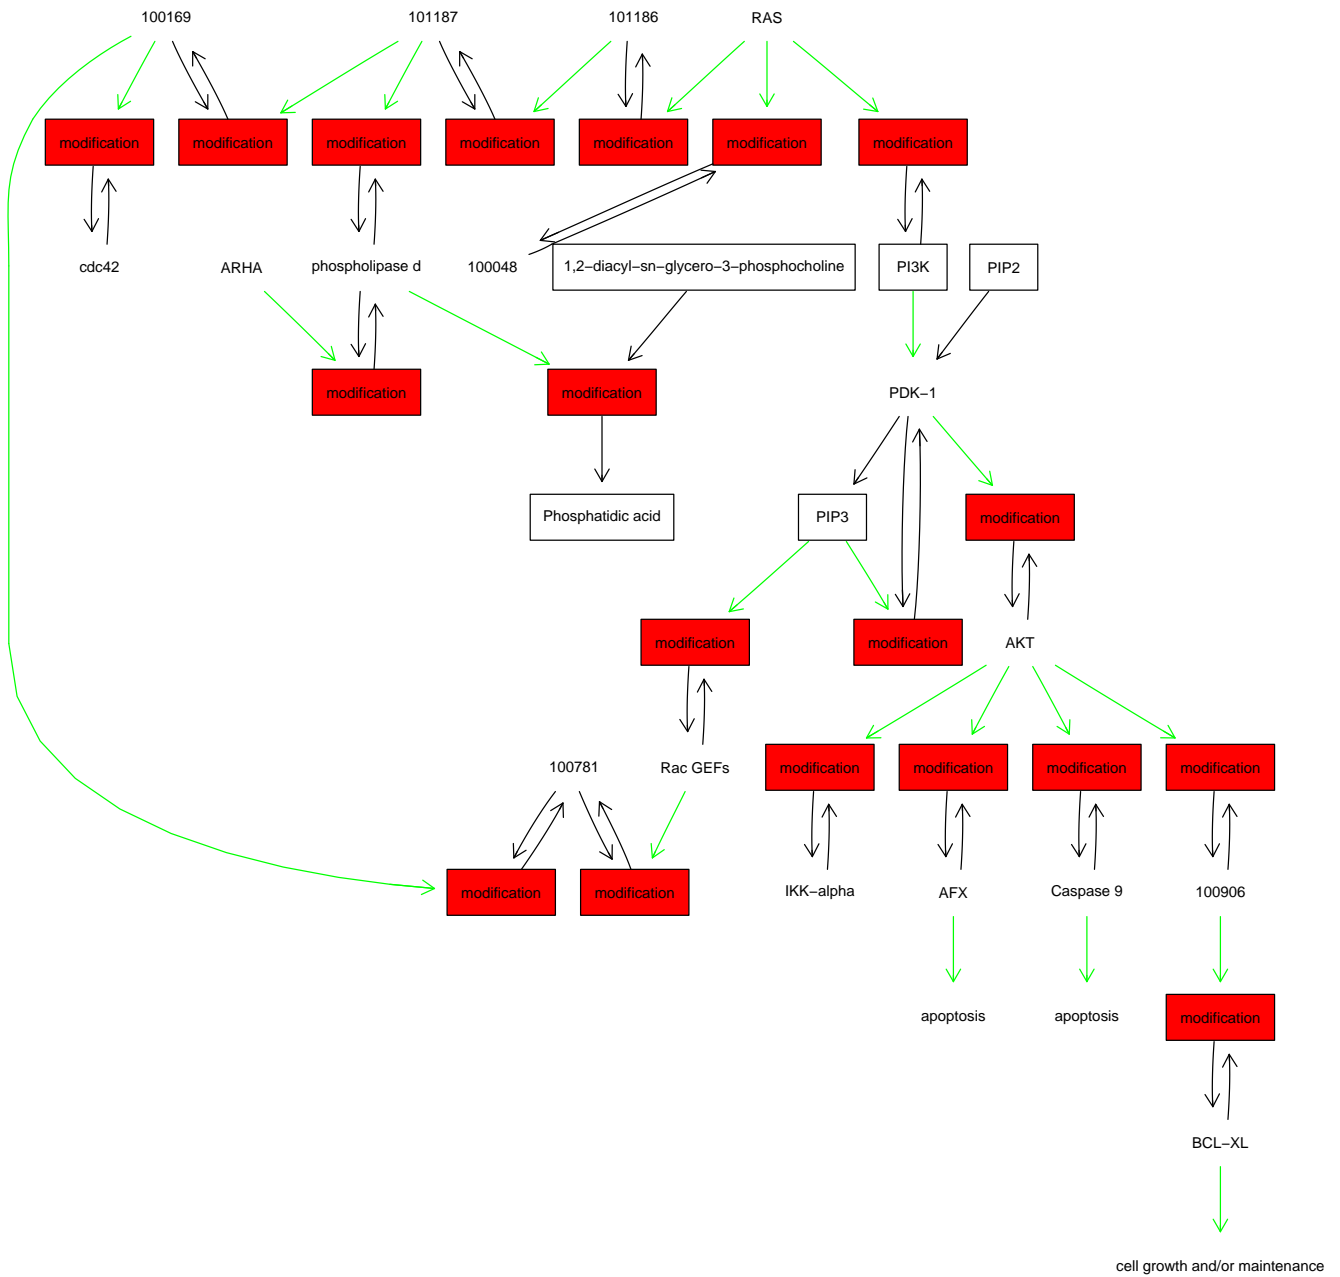 100169
101187
101186
RAS
modification
modification
modification
modification
modification
modification
modification
cdc42
ARHA
phospholipase d
100048
1,2−diacyl−sn−glycero−3−phosphocholine
PI3K
PIP2
modification
modification
PDK−1
Phosphatidic acid
PIP3
modification
modification
modification
AKT
100781
Rac GEFs
modification
modification
modification
modification
modification
modification
IKK−alpha
AFX
Caspase 9
100906
apoptosis
apoptosis
modification
BCL−XL
cell growth and/or maintenance